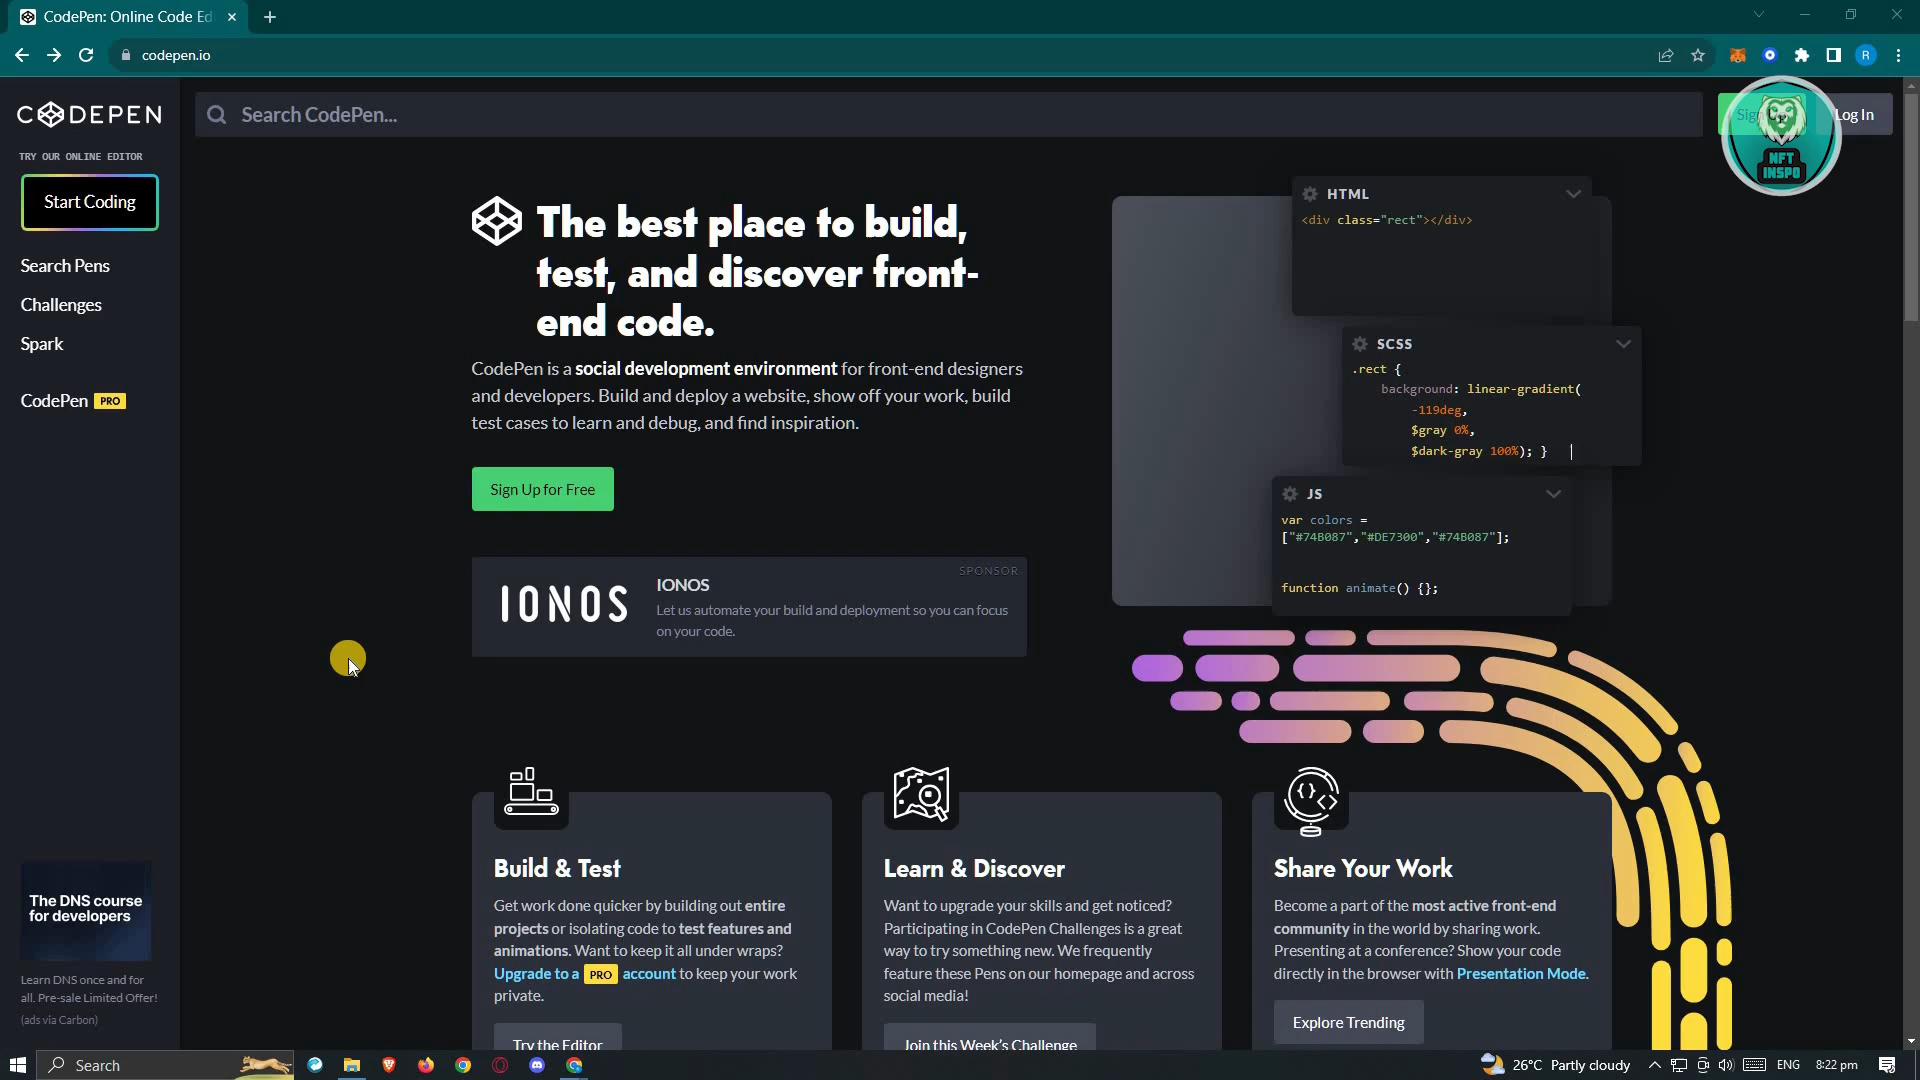 CodePen: Online Code Ed
codepen.io
CODEPEN
Search CodePen...
Sign Up
Log In
NFT
INSPO
TRY OUR ONLINE EDITOR
Start Coding
Search Pens
Challenges
Spark
CodePen PRO
The best place to build,
test, and discover front-
end code.
CodePen is a social development environment for front-end designers
and developers. Build and deploy a website, show off your work, build
test cases to learn and debug, and find inspiration.
Sign Up for Free
SPONSOR
IONOS
IONOS
Let us automate your build and deployment so you can focus
on your code.
HTML
<div class="rect"></div>
SCSS
.rect {
background: linear-gradient(
-119deg,
$gray 0%,
$dark-gray 100%); }
JS
var colors =
["#74B087","#DE7300","#74B087"];
function animate() {};
Build & Test
Get work done quicker by building out entire
projects or isolating code to test features and
animations. Want to keep it all under wraps?
Upgrade to a PRO account to keep your work
private.
Try the Editor
Learn & Discover
Want to upgrade your skills and get noticed?
Participating in CodePen Challenges is a great
way to try something new. We frequently
feature these Pens on our homepage and across
social media!
Join this Week's Challenge
Share Your Work
Become a part of the most active front-end
community in the world by sharing work.
Presenting at a conference? Show your code
directly in the browser with Presentation Mode.
Explore Trending
The DNS course
for developers
Learn DNS once and for
all. Pre-sale Limited Offer!
(ads via Carbon)
Search
26°C Partly cloudy
ENG
8:22 pm
R